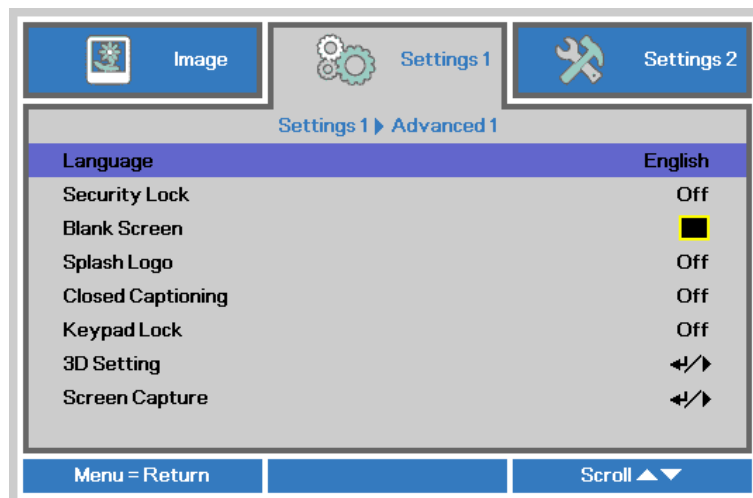 Image Settings 1 Settings 2
Settings 1 Advanced 1
Language English
Security Lock Off
Blank Screen
Splash Logo Off
Closed Captioning Off
Keypad Lock Off
3D Setting
Screen Capture
Menu = Return Scroll